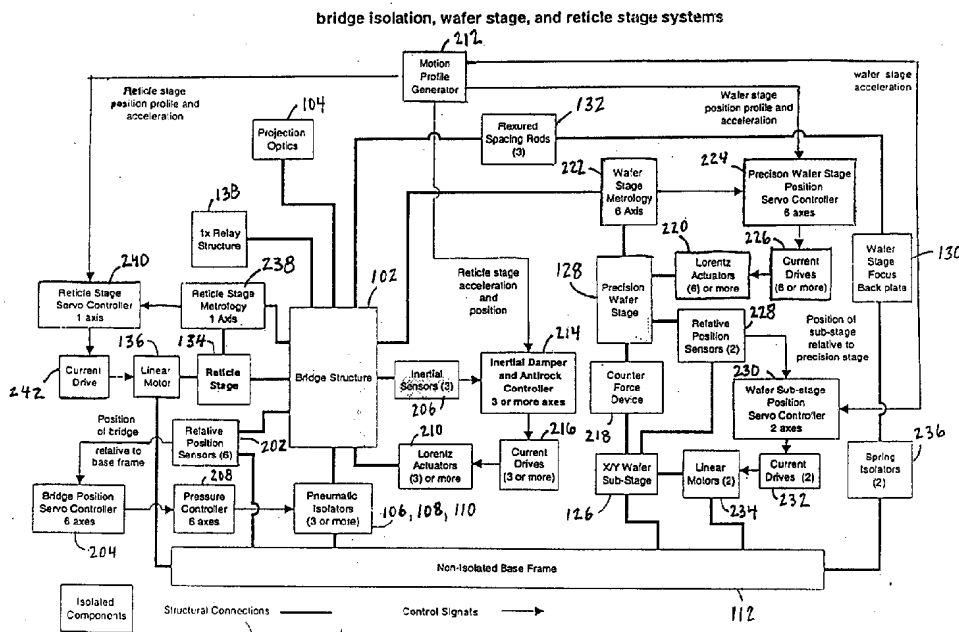 bridge isolation, wafer stage, and reticle stage systems
212
Motion
Profile
Generator
Reticle stage
position profile and
acceleration
104
Projection
Optics
132
Flexured
Spacing Rods
(3)
Wafer stage
position profile and
acceleration
wafer stage
acceleration
138
1x Relay
Structure
222
Wafer
Stage
Metrology
6 Axis
224
Precison Wafer Stage
Position
Servo Controller
6 axes
240
Reticle Stage
Servo Controller
1 axis
238
Reticle Stage
Metrology
1 Axis
102
Bridge Structure
Reticle stage
acceleration
and
position
128
Precision
Wafer
Stage
220
Lorentz
Actuators
(6) or more
226
Current
Drives
(6 or more)
Wafer
Stage
Focus
Back plate
130
242
Current
Drive
136
Linear
Motor
134
Reticle
Stage
Inertial
Sensors (3)
206
214
Inertial Damper
and Antirock
Controller
3 or more axes
228
Relative
Position
Sensors (2)
Position of
sub-stage
relative to
precision stage
Counter
Force
Device
218
230
Wafer Sub-stage
Position
Servo Controller
2 axes
Position
of bridge
relative to
base frame
Relative
Position
Sensors (6)
202
210
Lorentz
Actuators
(3) or more
216
Current
Drives
(3 or more)
X/Y Wafer
Sub-Stage
126
Linear
Motors (2)
234
Current
Drives (2)
232
236
Spring
Isolators
(2)
Bridge Position
Servo Controller
6 axes
204
208
Pressure
Controller
6 axes
Pneumatic
Isolators
(3 or more)
106, 108, 110
Non-Isolated Base Frame
112
Isolated
Components
Structural Connections
Control Signals